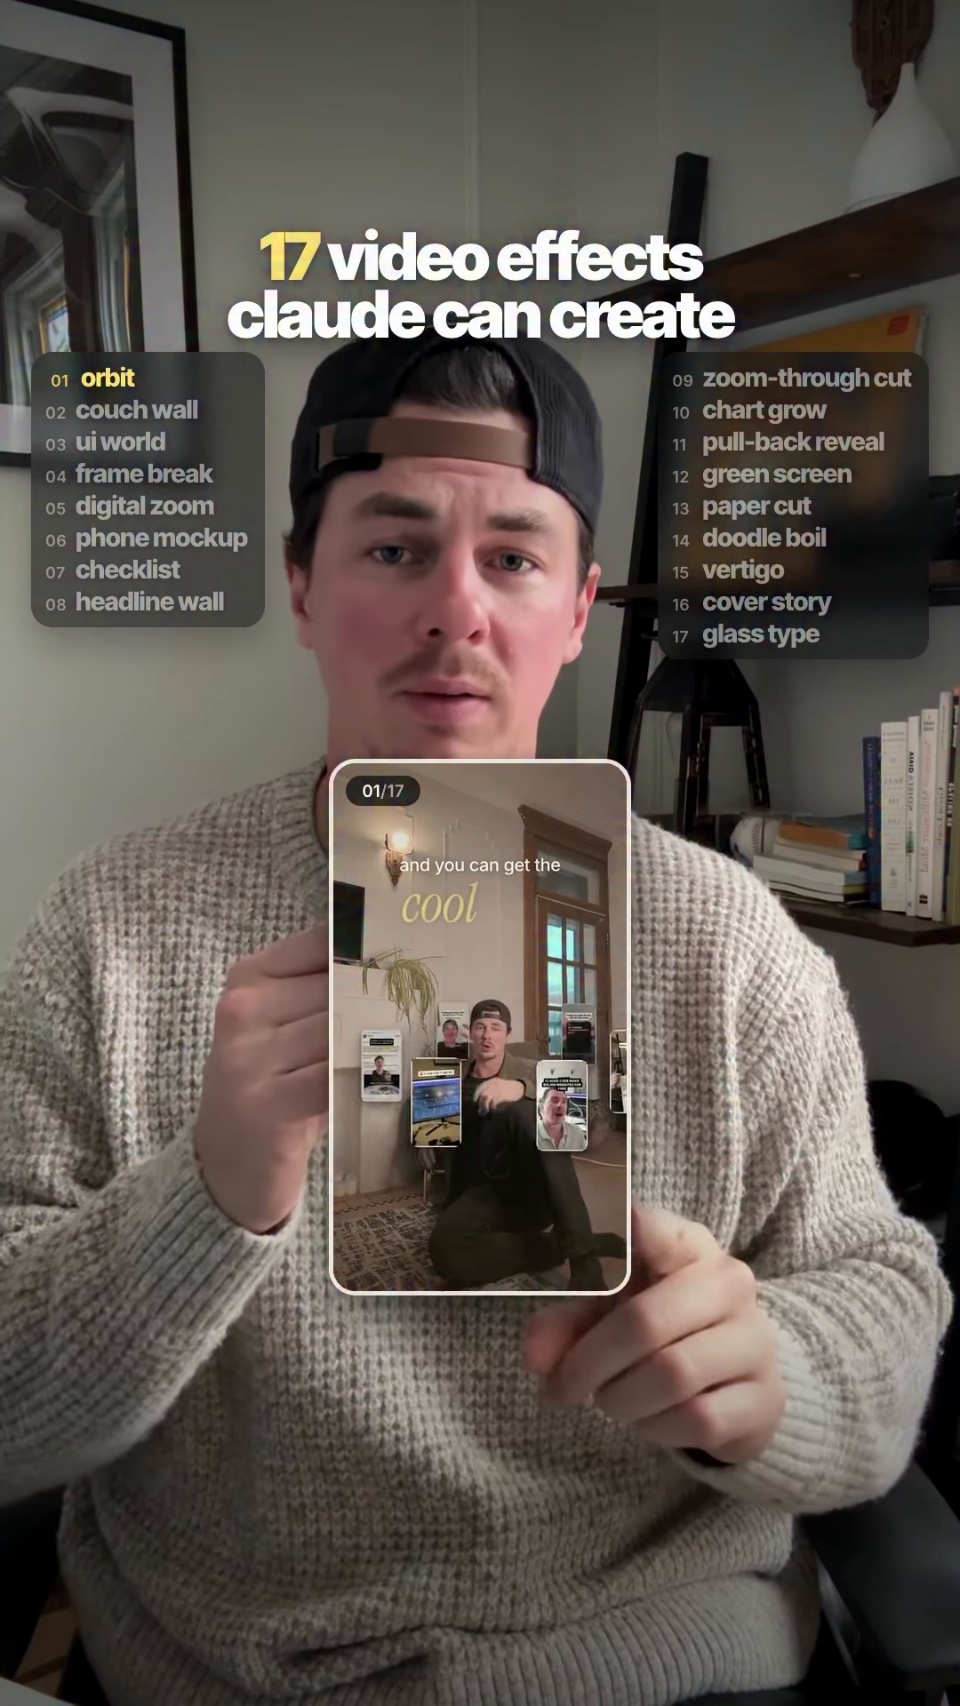 17 video effects
claude can create
01 orbit
02 couch wall
03 ui world
04 frame break
05 digital zoom
06 phone mockup
07 checklist
08 headline wall
09 zoom-through cut
10 chart grow
11 pull-back reveal
12 green screen
13 paper cut
14 doodle boil
15 vertigo
16 cover story
17 glass type
01/17
and you can get the
cool